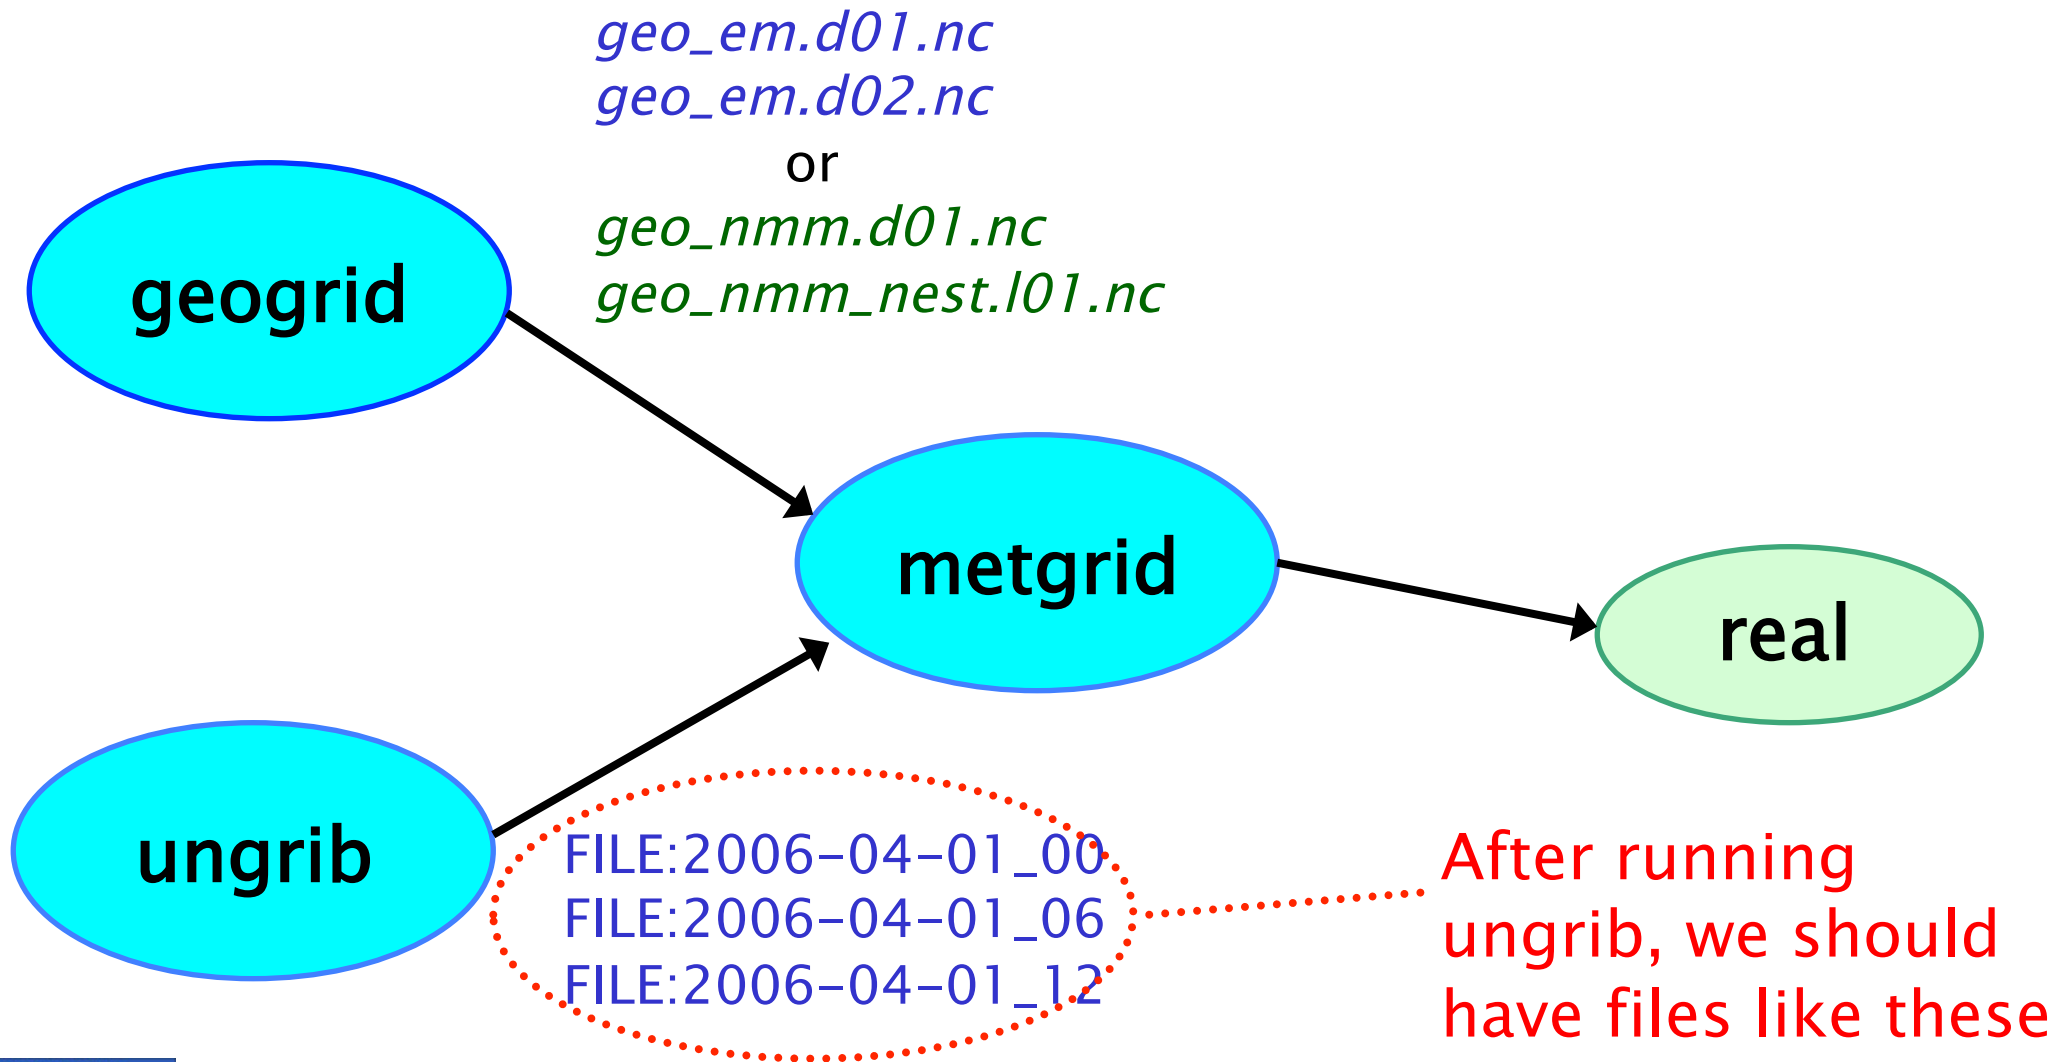 geo_em.d01.nc
geo_em.d02.nc
or
geo_nmm.d01.nc
geo_nmm_nest.l01.nc
geogrid
metgrid
real
ungrib
FILE:2006-04-01_00
FILE:2006-04-01_06
FILE:2006-04-01_12
After running
ungrib, we should
have files like these